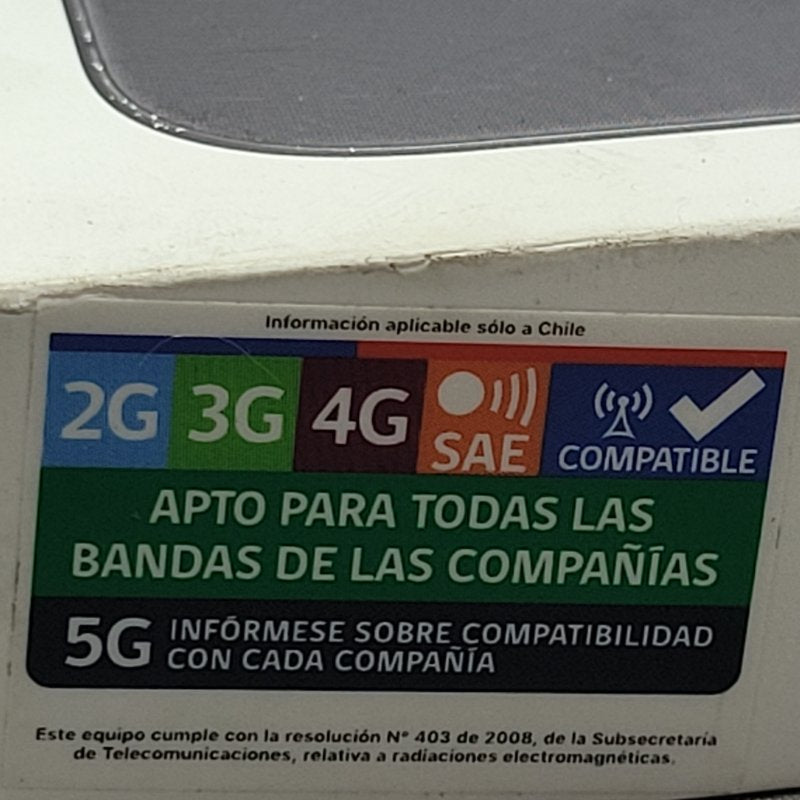 Información aplicable sólo a Chile
2G 3G 4G SAE COMPATIBLE
APTO PARA TODAS LAS
BANDAS DE LAS COMPAÑÍAS
5G INFÓRMESE SOBRE COMPATIBILIDAD
CON CADA COMPAÑÍA
Este equipo cumple con la resolución N° 403 de 2008, de la Subsecretaría
de Telecomunicaciones, relativa a radiaciones electromagnéticas.